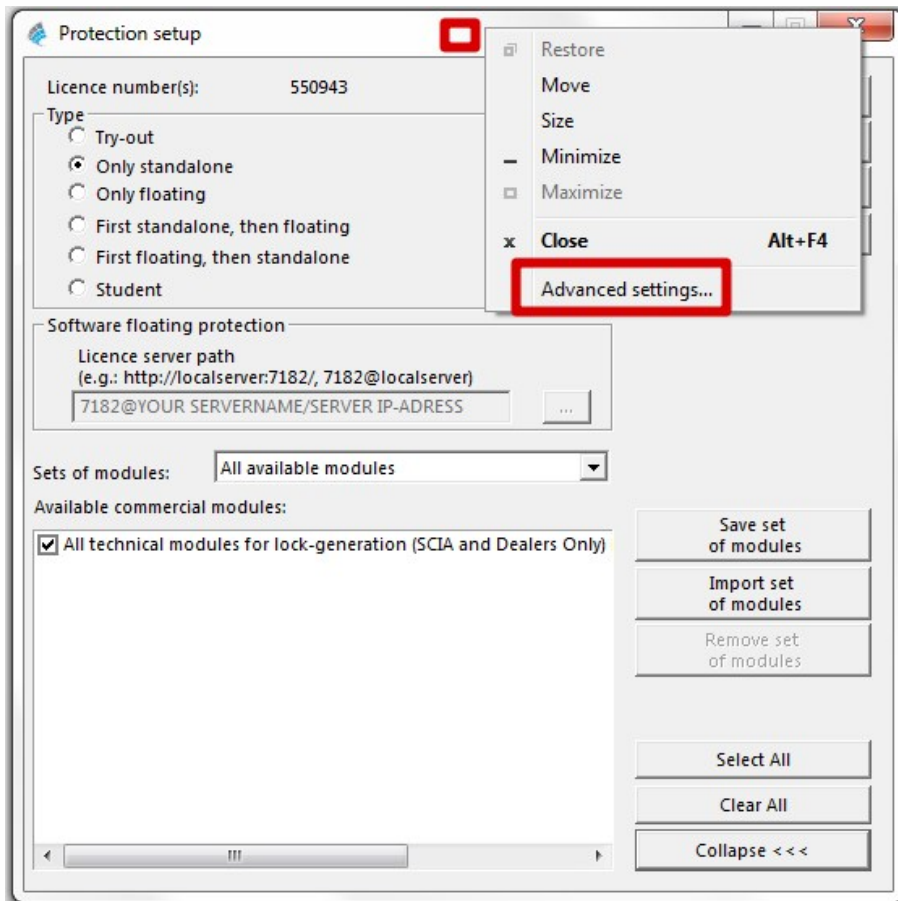 Protection setup
Restore
Move
Size
Minimize
Maximize
Close Alt+F4
Advanced settings...
Licence number(s): 550943
Type
Try-out
Only standalone
Only floating
First standalone, then floating
First floating, then standalone
Student
Software floating protection
Licence server path
(e.g.: http://localserver:7182/, 7182@localserver)
7182@YOUR SERVERNAME/SERVER IP-ADRESS
...
Sets of modules: All available modules
Available commercial modules:
All technical modules for lock-generation (SCIA and Dealers Only)
Save set
of modules
Import set
of modules
Remove set
of modules
Select All
Clear All
Collapse <<<